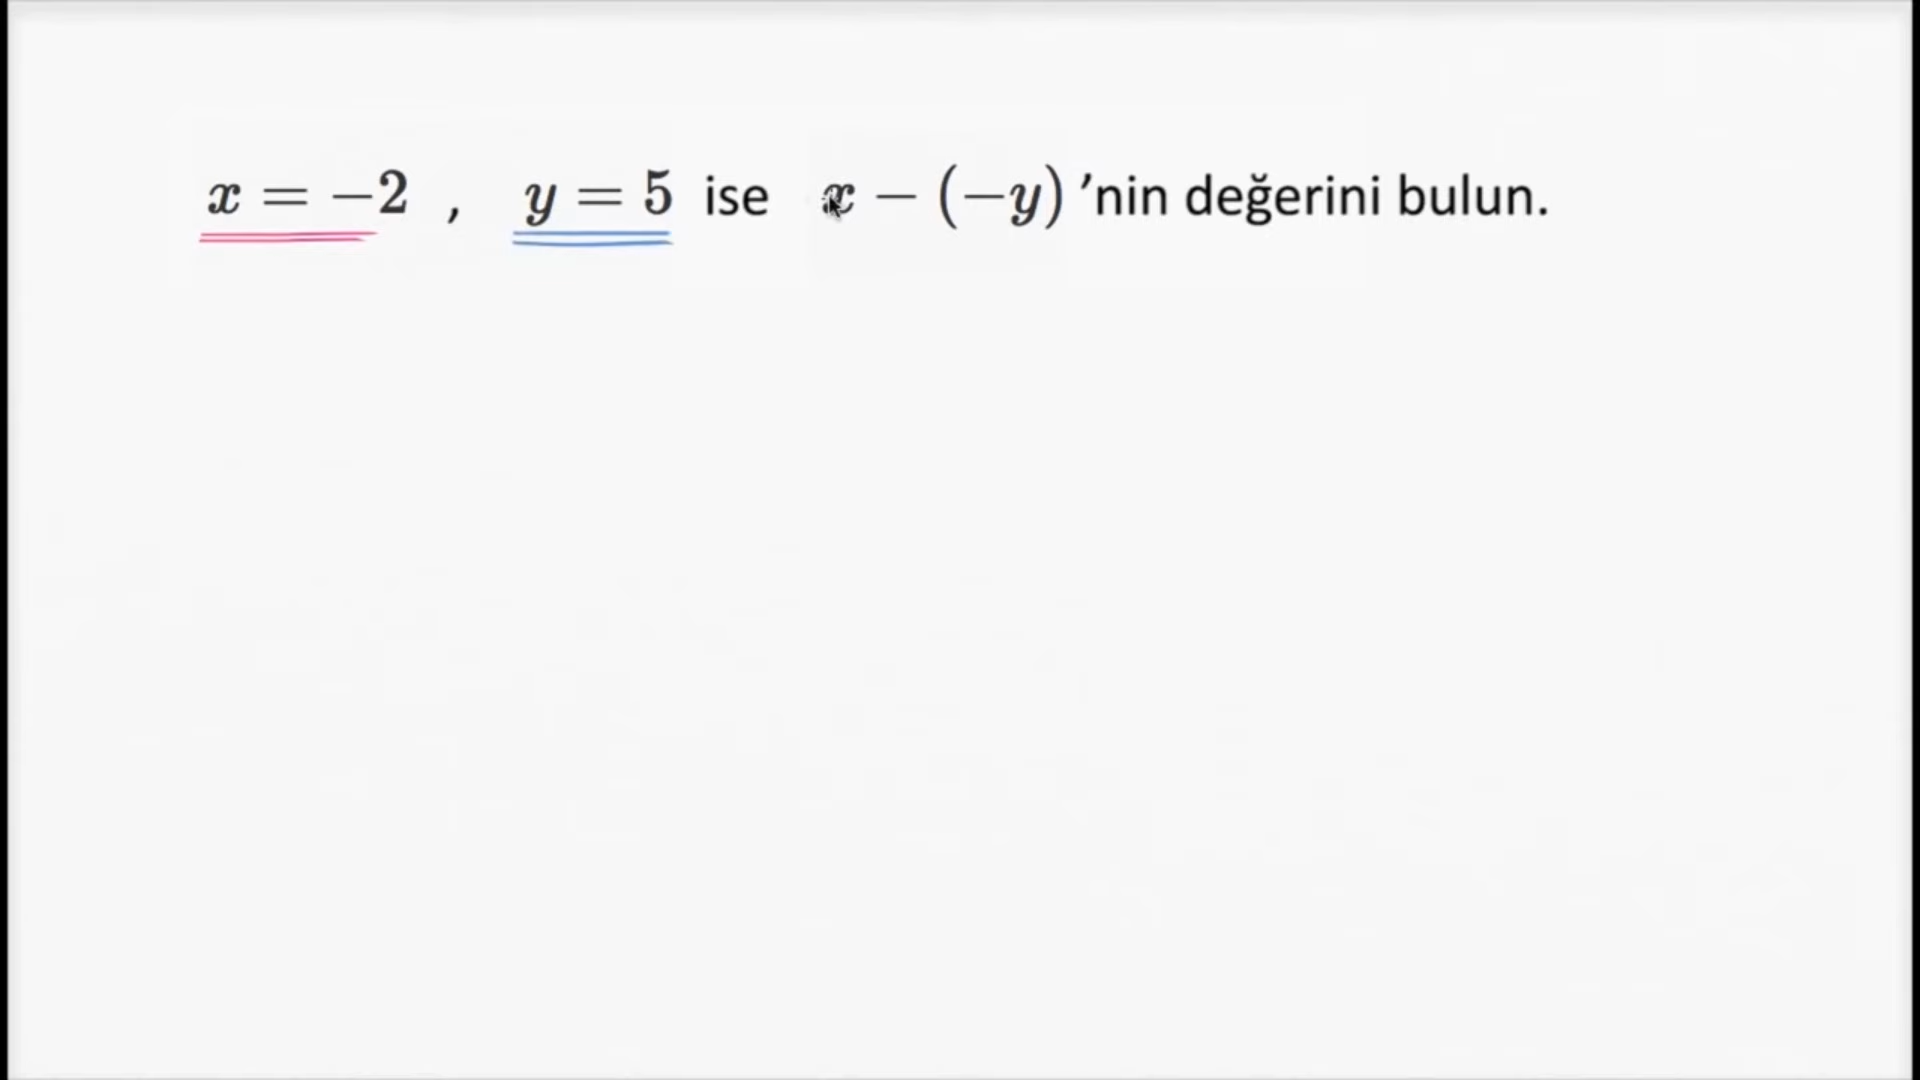 x = −2 , y = 5 ise x − (−y) ’nin değerini bulun.